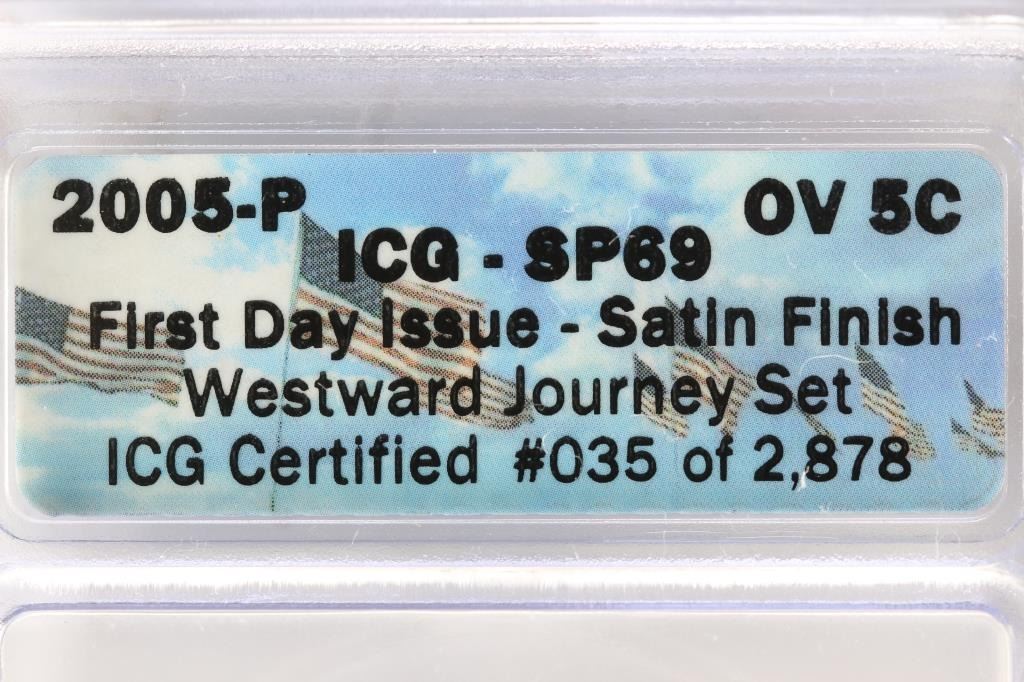 2005-P OV 5C
ICG - SP69
First Day Issue - Satin Finish
Westward Journey Set
ICG Certified #035 of 2,878